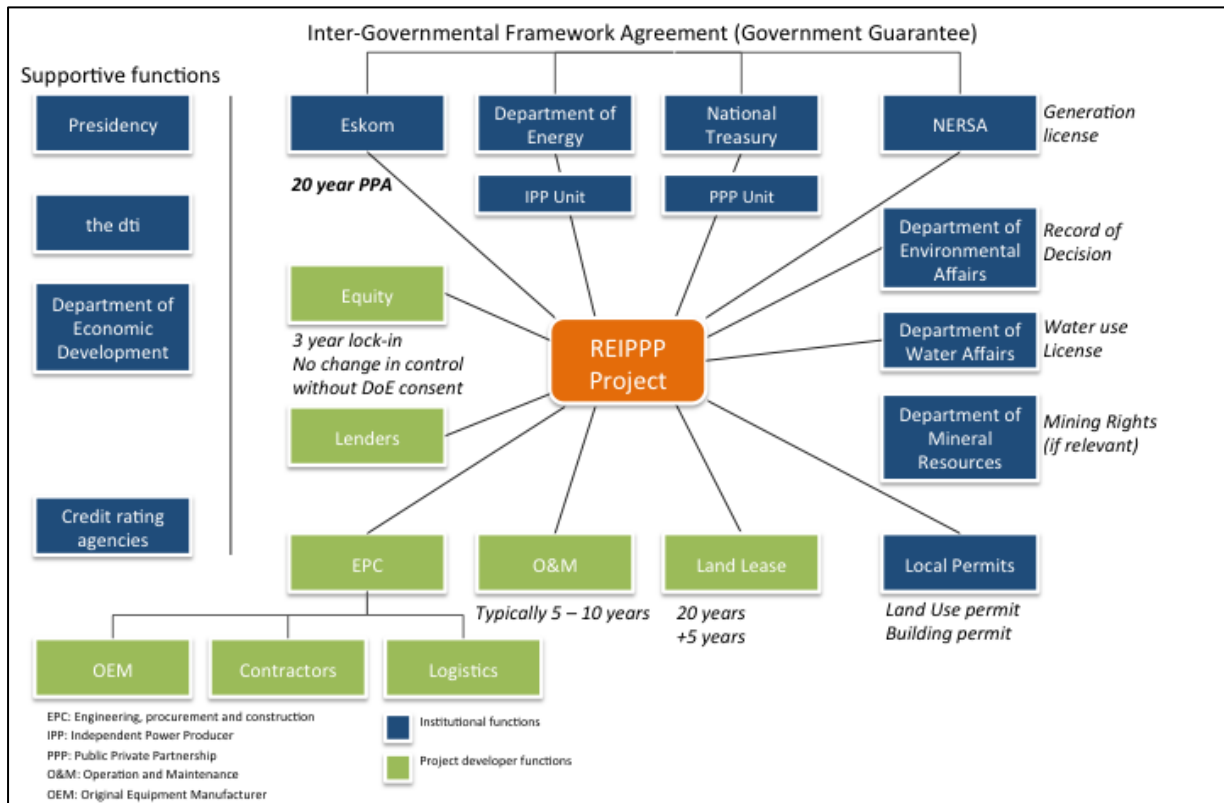 Inter-Governmental Framework Agreement (Government Guarantee)
Supportive functions
Presidency
the dti
Department of
Economic
Development
Credit rating
agencies
Eskom
20 year PPA
Department of
Energy
IPP Unit
National
Treasury
PPP Unit
NERSA
Generation
license
Department of
Environmental
Affairs
Record of
Decision
Department of
Water Affairs
Water use
License
Department of
Mineral
Resources
Mining Rights
(if relevant)
Equity
3 year lock-in
No change in control
without DoE consent
Lenders
REIPPP
Project
EPC
O&M
Typically 5 – 10 years
Land Lease
20 years
+5 years
Local Permits
Land Use permit
Building permit
OEM
Contractors
Logistics
EPC: Engineering, procurement and construction
IPP: Independent Power Producer
PPP: Public Private Partnership
O&M: Operation and Maintenance
OEM: Original Equipment Manufacturer
Institutional functions
Project developer functions